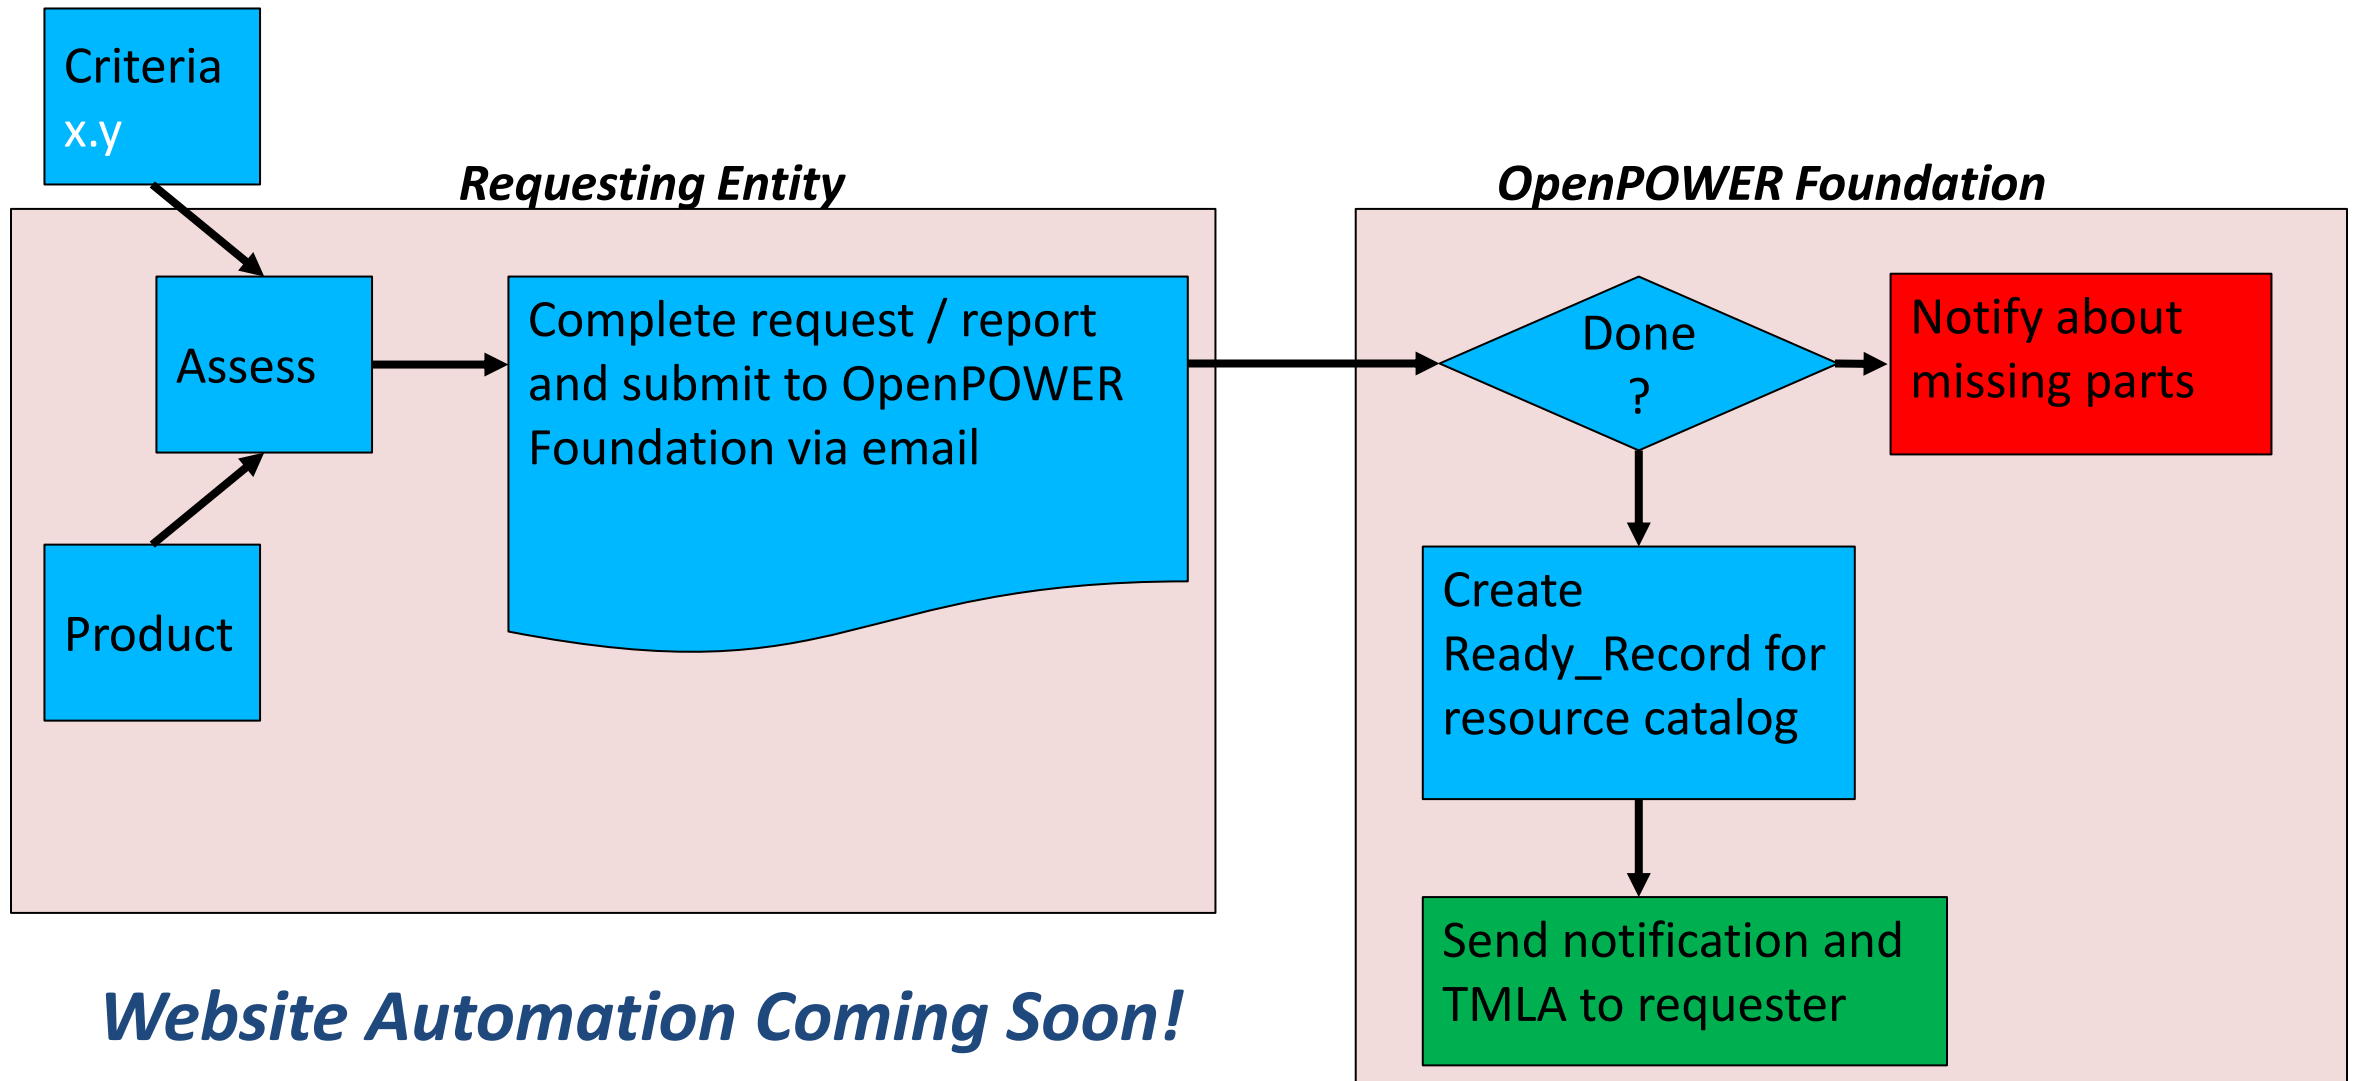 Criteria
x.y
Requesting Entity
OpenPOWER Foundation
Assess
Complete request / report
and submit to OpenPOWER
Foundation via email
Done
?
Notify about
missing parts
Product
Create
Ready_Record for
resource catalog
Send notification and
TMLA to requester
Website Automation Coming Soon!